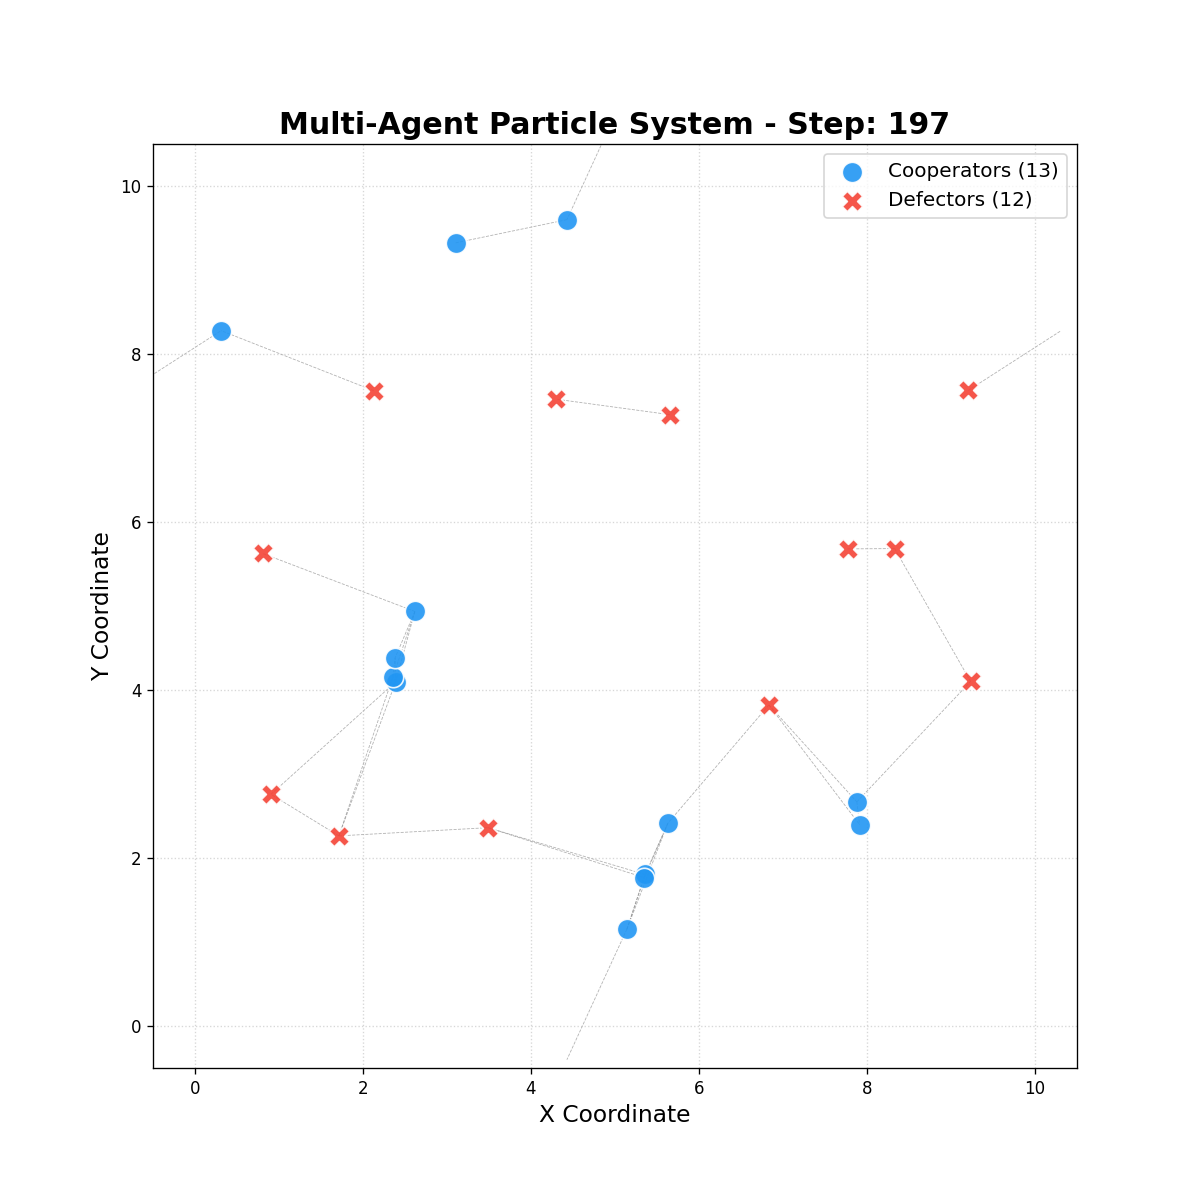 Multi-Agent Particle System - Step: 197
Cooperators (13)
Defectors (12)
10
8
6
4
2
0
Y Coordinate
0 2 4 6 8 10
X Coordinate